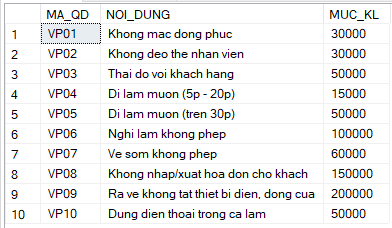 MA_QD NOI_DUNG MUC_KL
1 VP01 Khong mac dong phuc 30000
2 VP02 Khong deo the nhan vien 30000
3 VP03 Thai do voi khach hang 50000
4 VP04 Di lam muon (5p - 20p) 15000
5 VP05 Di lam muon (tren 30p) 50000
6 VP06 Nghi lam khong phep 100000
7 VP07 Ve som khong phep 60000
8 VP08 Khong nhap/xuat hoa don cho khach 150000
9 VP09 Ra ve khong tat thiet bi dien, dong cua 200000
10 VP10 Dung dien thoai trong ca lam 50000